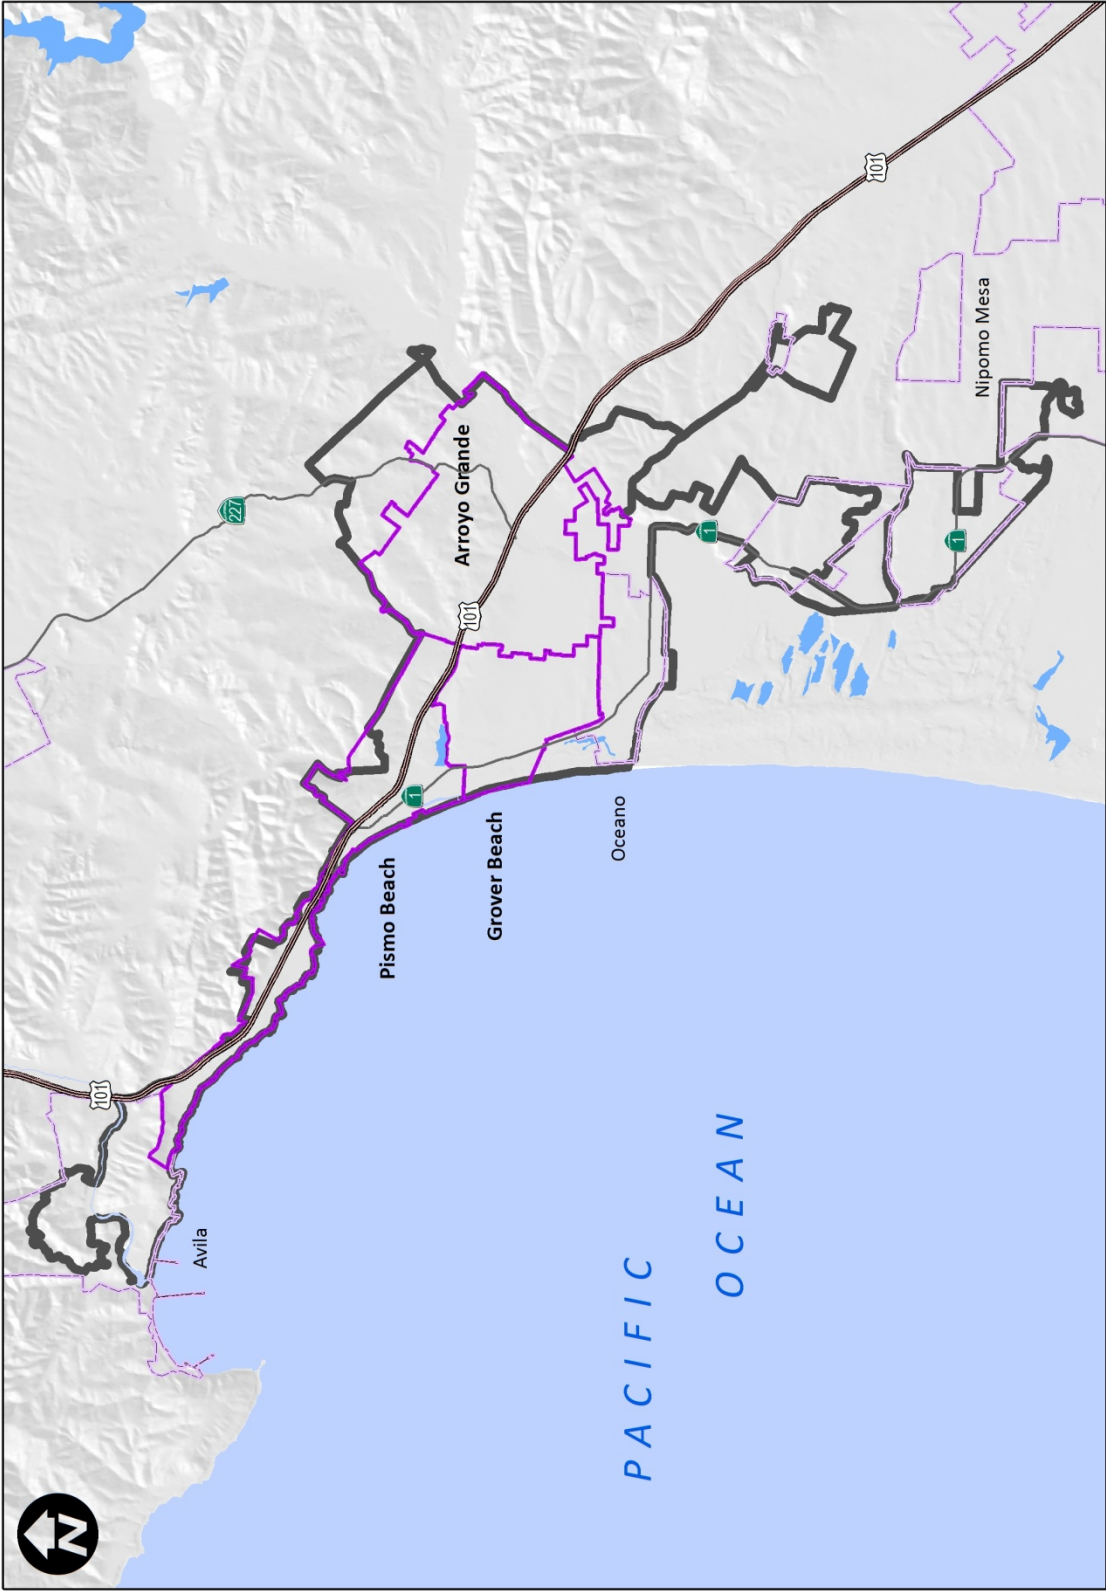 N
101
Avila
227
Pismo Beach
1
Arroyo Grande
101
Grover Beach
Oceano
PACIFIC
OCEAN
1
101
1
Nipomo Mesa